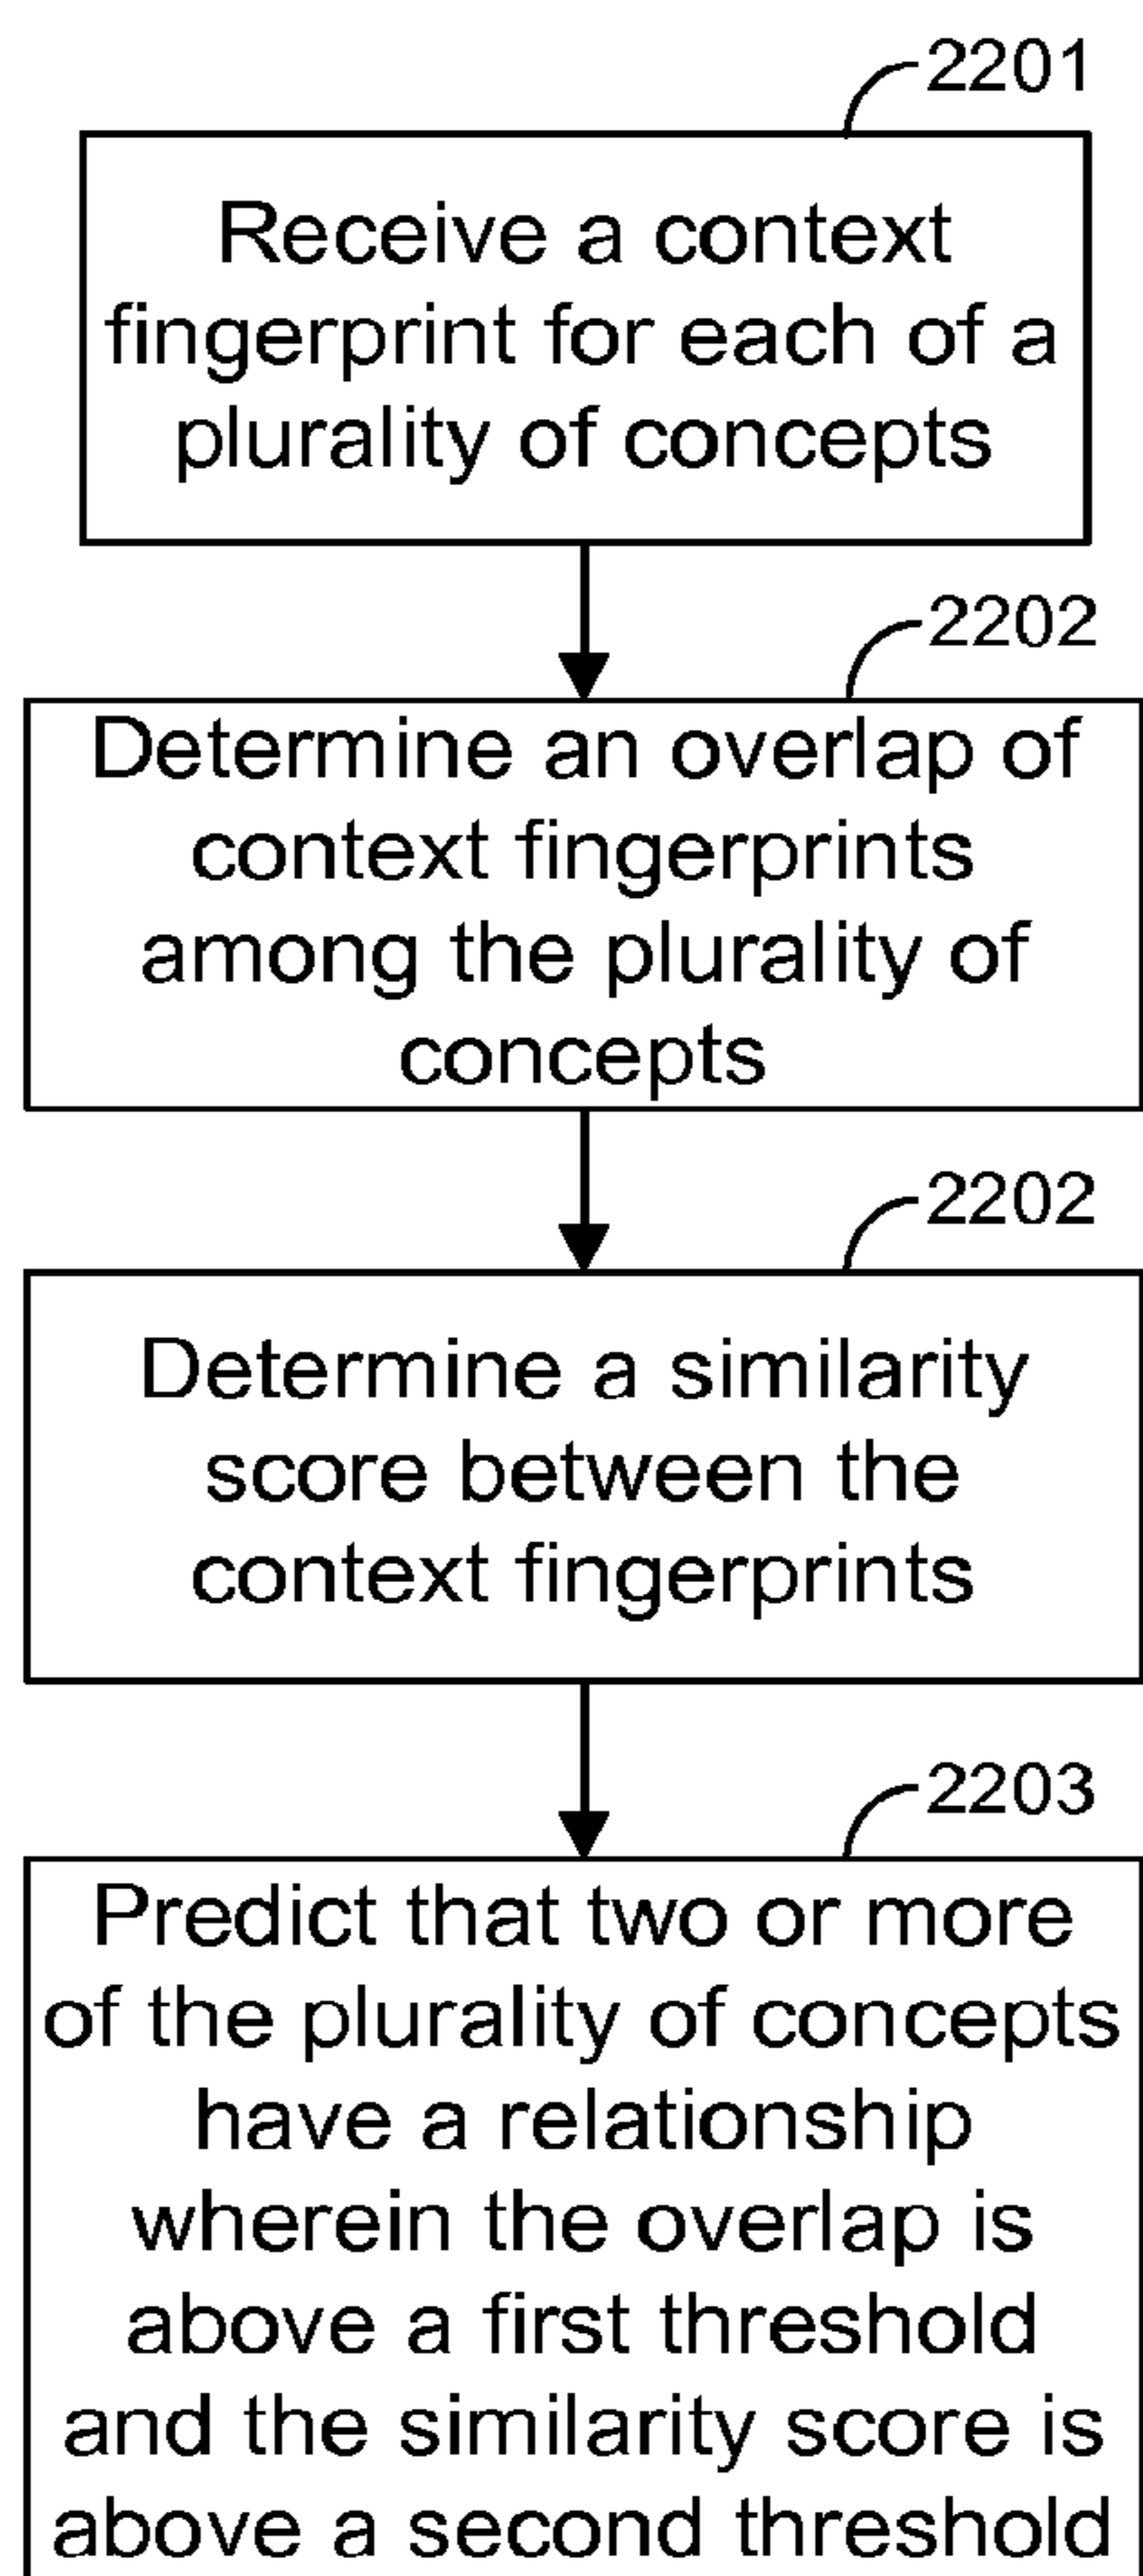 2201
Receive a context
fingerprint for each of a
plurality of concepts
2202
Determine an overlap of
context fingerprints
among the plurality of
concepts
2202
Determine a similarity
score between the
context fingerprints
2203
Predict that two or more
of the plurality of concepts
have a relationship
wherein the overlap is
above a first threshold
and the similarity score is
above a second threshold